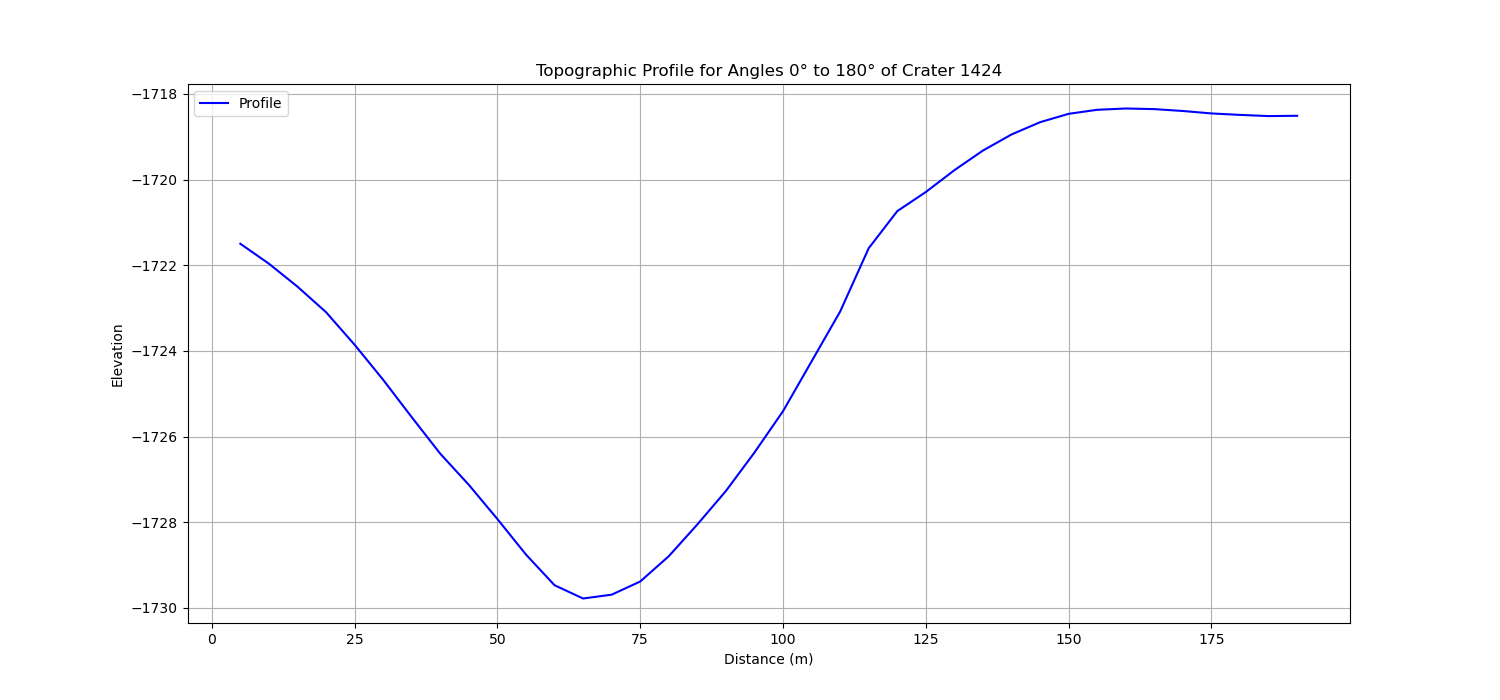 Topographic Profile for Angles 0° to 180° of Crater 1424
Profile
−1718
−1720
−1722
−1724
−1726
−1728
−1730
Elevation
0 25 50 75 100 125 150 175
Distance (m)